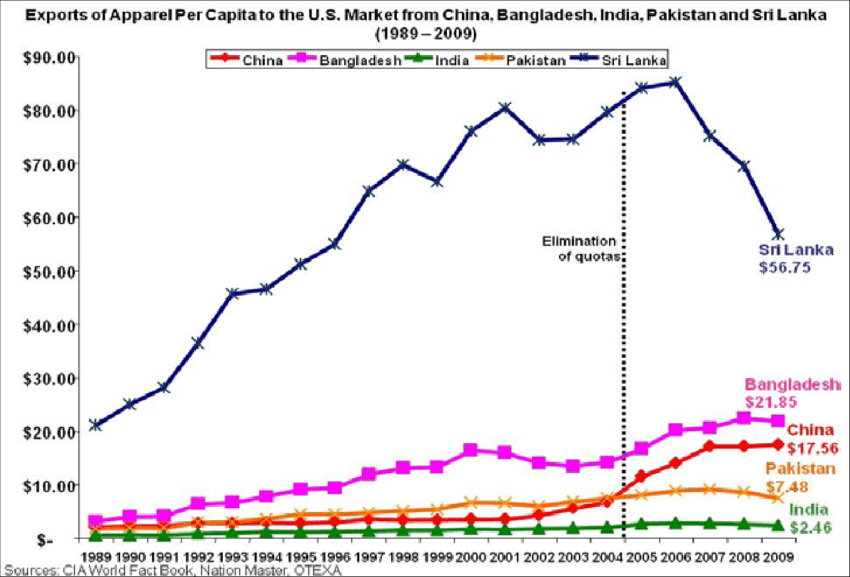 Exports of Apparel Per Capita to the U.S. Market from China, Bangladesh, India, Pakistan and Sri Lanka
(1989 – 2009)
China Bangladesh India Pakistan Sri Lanka
$90.00
$80.00
$70.00
$60.00
$50.00
$40.00
$30.00
$20.00
$10.00
$-
Elimination
of quotas
Sri Lanka
$56.75
Bangladesh
$21.85
China
$17.56
Pakistan
$7.48
India
$2.46
1989 1990 1991 1992 1993 1994 1995 1996 1997 1998 1999 2000 2001 2002 2003 2004 2005 2006 2007 2008 2009
Sources: CIA World Fact Book, Nation Master, OTEXA